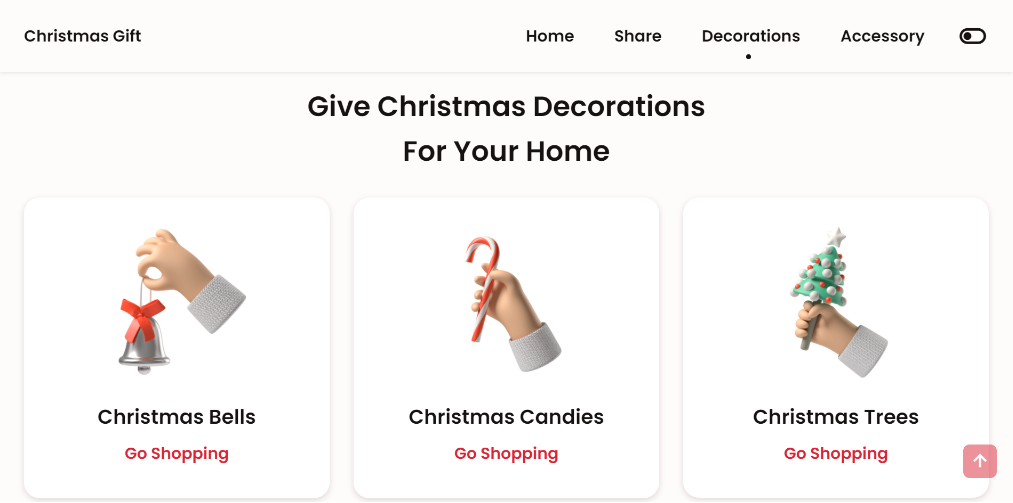 Christmas Gift
Home
Share
Decorations
Accessory
Give Christmas Decorations
For Your Home
Christmas Bells
Go Shopping
Christmas Candies
Go Shopping
Christmas Trees
Go Shopping